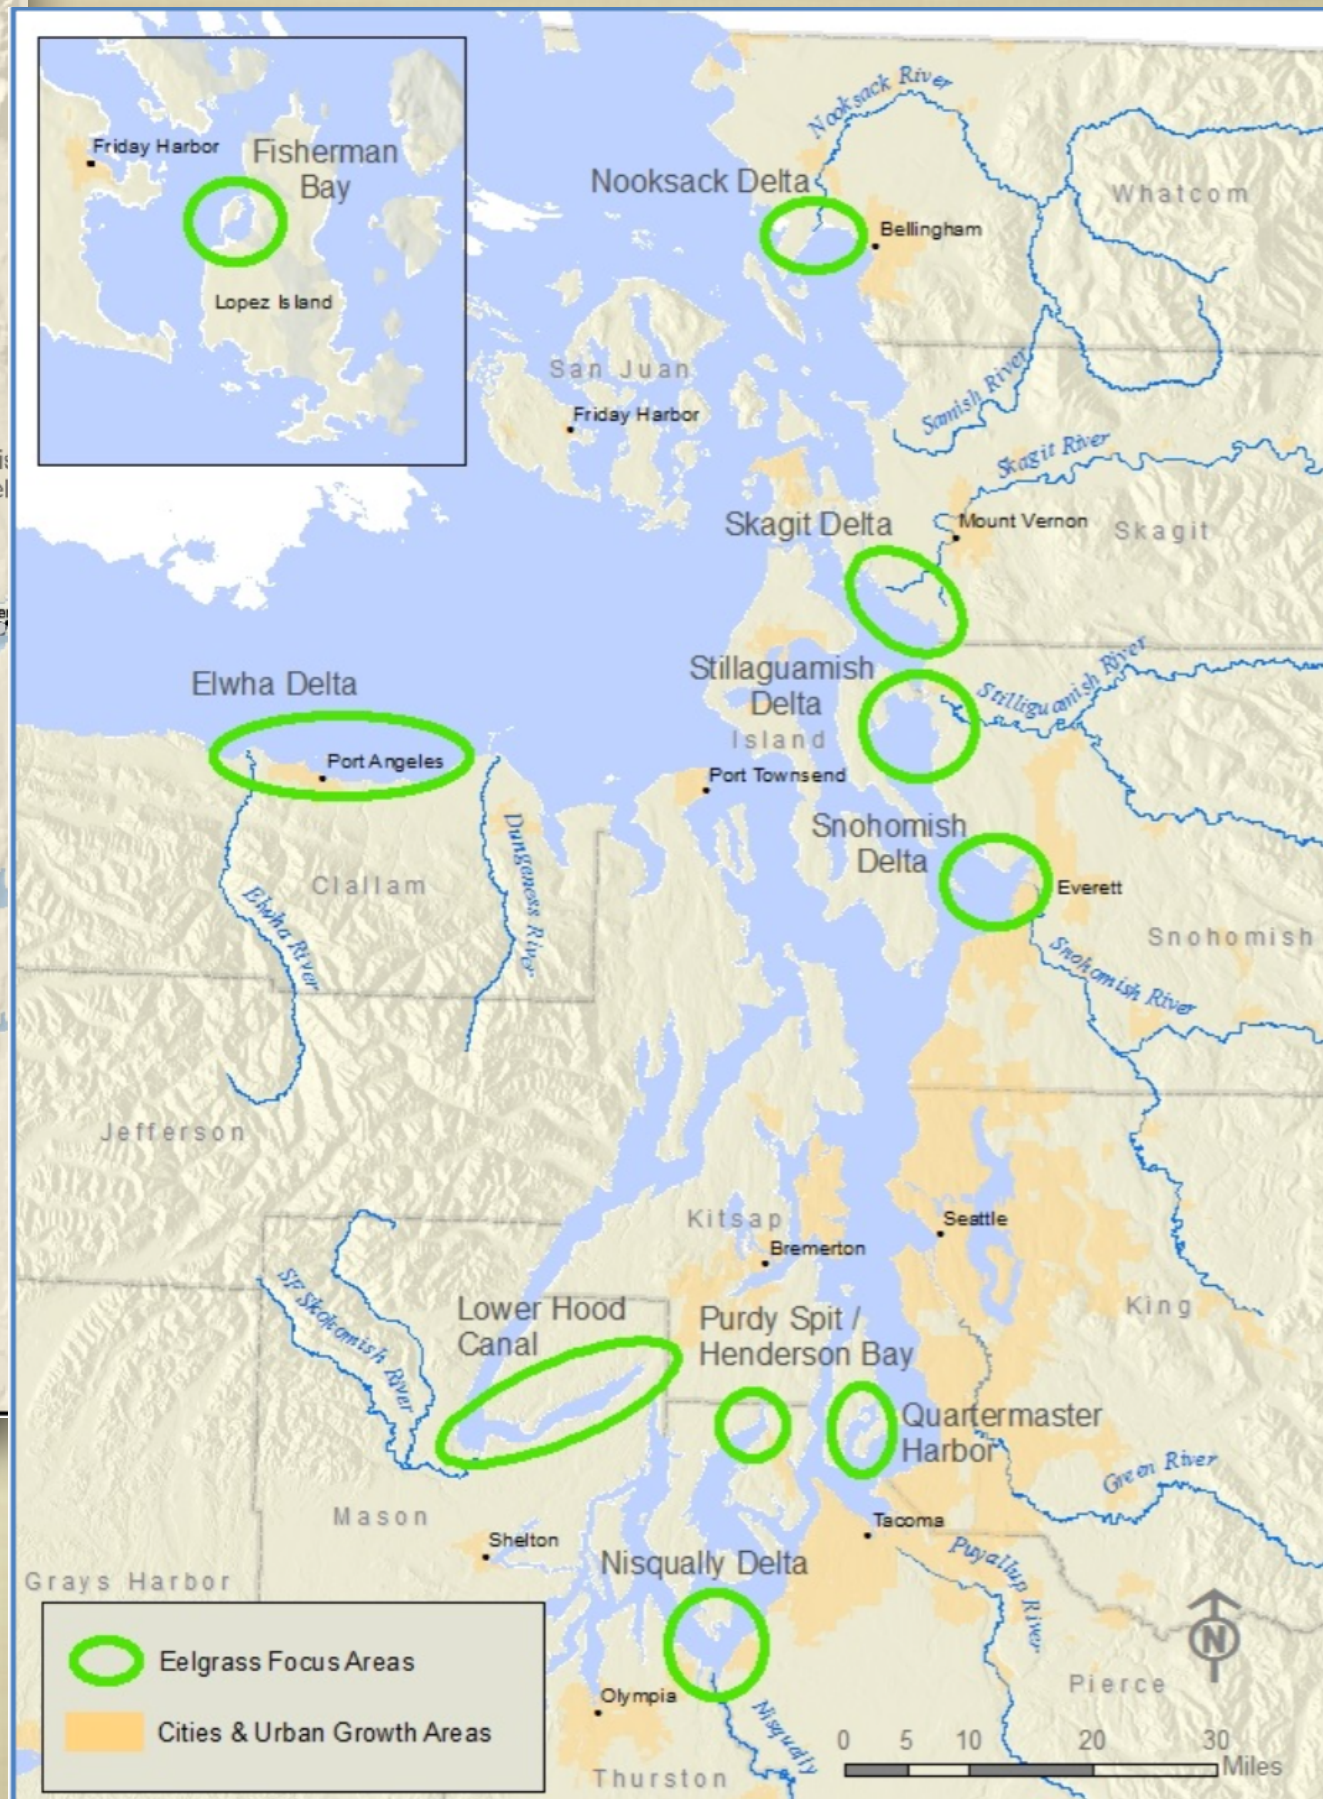 Friday Harbor
Fisherman
Bay
Lopez Island
Nooksack River
Nooksack Delta
Whatcom
Bellingham
San Juan
Friday Harbor
Samish River
Skagit River
Skagit Delta
Mount Vernon
Skagit
Stillaguamish
Delta
Island
Stilliguamish River
Elwha Delta
Port Angeles
Port Townsend
Snohomish
Delta
Everett
Dungeness River
Clallam
Elwha River
Snohomish
Snohomish River
Jefferson
Kitsap
Seattle
Bremerton
SF Skokomish River
Lower Hood
Canal
Purdy Spit /
Henderson Bay
King
Quartermaster
Harbor
Green River
Mason
Tacoma
Shelton
Nisqually Delta
Puyallup River
Grays Harbor
Eelgrass Focus Areas
Cities & Urban Growth Areas
Olympia
Nisqually
Pierce
N
Thurston
0 5 10 20 30
Miles